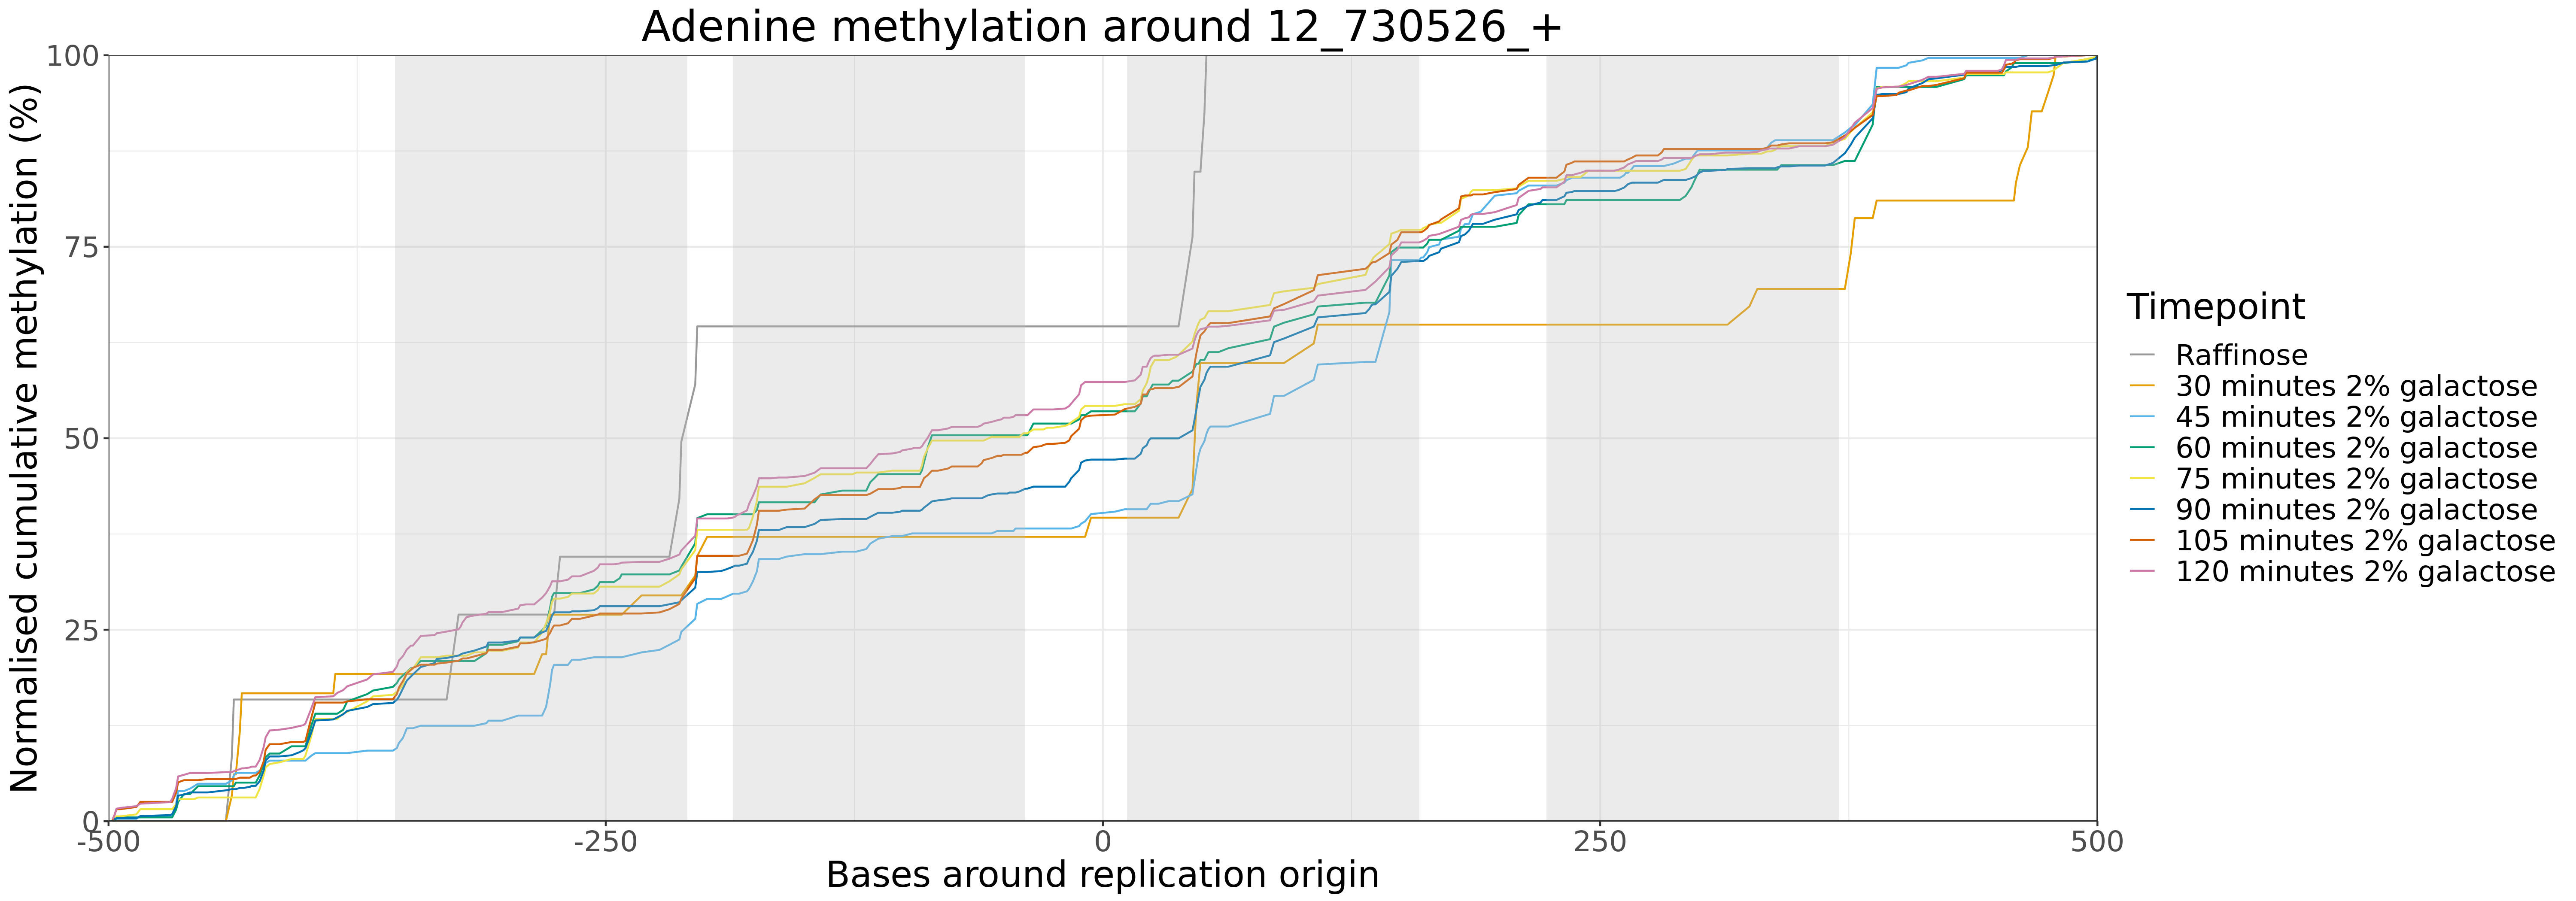 Adenine methylation around 12_730526_+
Normalised cumulative methylation (%)
100
75
50
25
0
-500
-250
0
250
500
Bases around replication origin
Timepoint
Raffinose
30 minutes 2% galactose
45 minutes 2% galactose
60 minutes 2% galactose
75 minutes 2% galactose
90 minutes 2% galactose
105 minutes 2% galactose
120 minutes 2% galactose